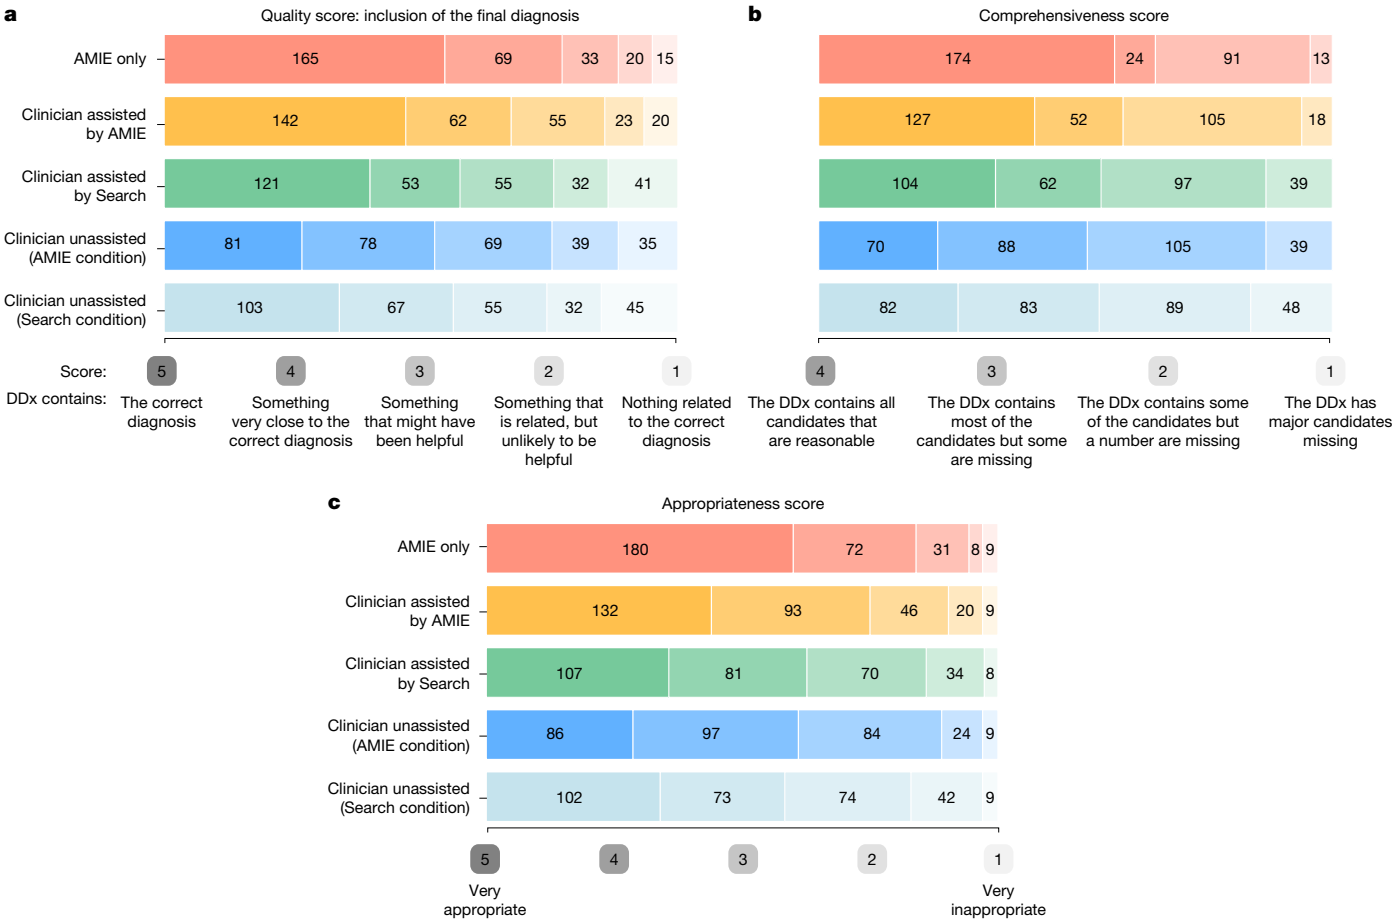 a
Quality score: inclusion of the final diagnosis
AMIE only
165 69 33 20 15
Clinician assisted
by AMIE
142 62 55 23 20
Clinician assisted
by Search
121 53 55 32 41
Clinician unassisted
(AMIE condition)
81 78 69 39 35
Clinician unassisted
(Search condition)
103 67 55 32 45
Score:
5 4 3 2 1
DDx contains:
The correct
diagnosis
Something
very close to the
correct diagnosis
Something
that might have
been helpful
Something that
is related, but
unlikely to be
helpful
Nothing related
to the correct
diagnosis
b
Comprehensiveness score
174 24 91 13
127 52 105 18
104 62 97 39
70 88 105 39
82 83 89 48
4 3 2 1
The DDx contains all
candidates that
are reasonable
The DDx contains
most of the
candidates but some
are missing
The DDx contains some
of the candidates but
a number are missing
The DDx has
major candidates
missing
c
Appropriateness score
AMIE only
180 72 31 8 9
Clinician assisted
by AMIE
132 93 46 20 9
Clinician assisted
by Search
107 81 70 34 8
Clinician unassisted
(AMIE condition)
86 97 84 24 9
Clinician unassisted
(Search condition)
102 73 74 42 9
5 4 3 2 1
Very
appropriate
Very
inappropriate